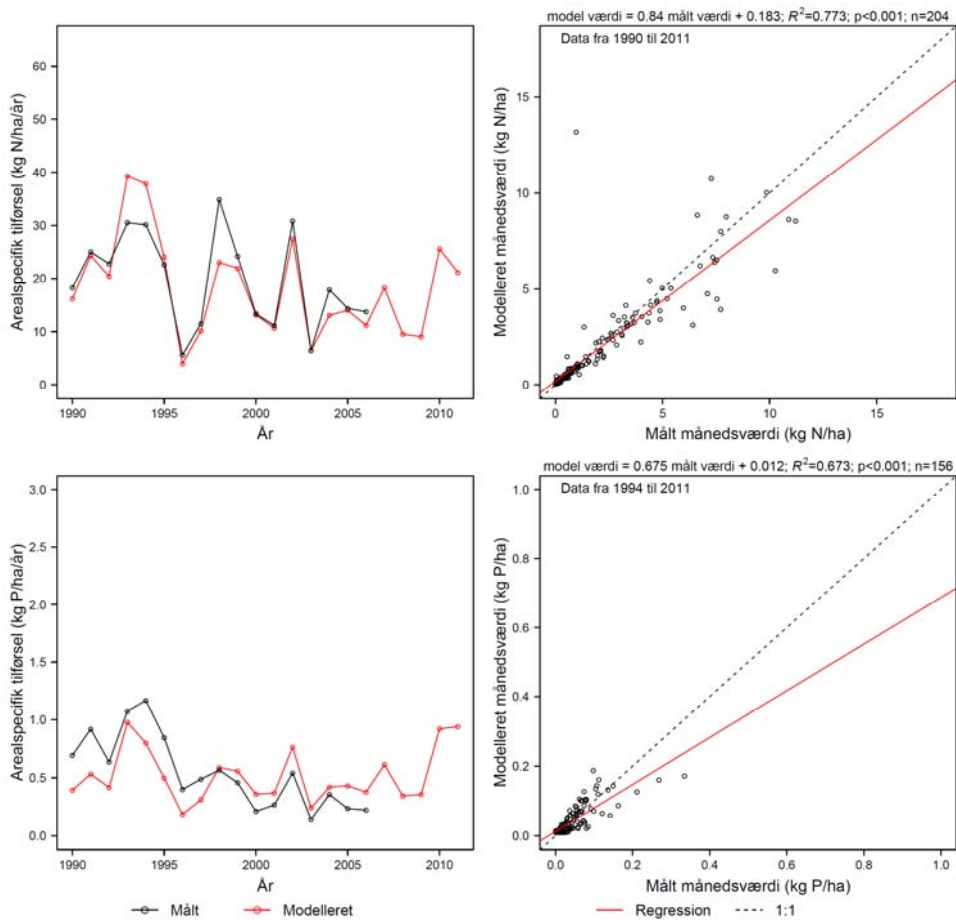 model værdi = 0.84 målt værdi + 0.183; R²=0.773; p<0.001; n=204
Data fra 1990 til 2011
Arealspecifik tilførsel (kg N/ha/år)
60
50
40
30
20
10
0
1990 1995 2000 2005 2010
År
Modelleret månedsværdi (kg N/ha)
15
10
5
0
0 5 10 15
Målt månedsværdi (kg N/ha)
model værdi = 0.675 målt værdi + 0.012; R²=0.673; p<0.001; n=156
Data fra 1994 til 2011
Arealspecifik tilførsel (kg P/ha/år)
3.0
2.5
2.0
1.5
1.0
0.5
0.0
1990 1995 2000 2005 2010
År
Modelleret månedsværdi (kg P/ha)
1.0
0.8
0.6
0.4
0.2
0.0
0.0 0.2 0.4 0.6 0.8 1.0
Målt månedsværdi (kg P/ha)
Målt Modelleret Regression 1:1